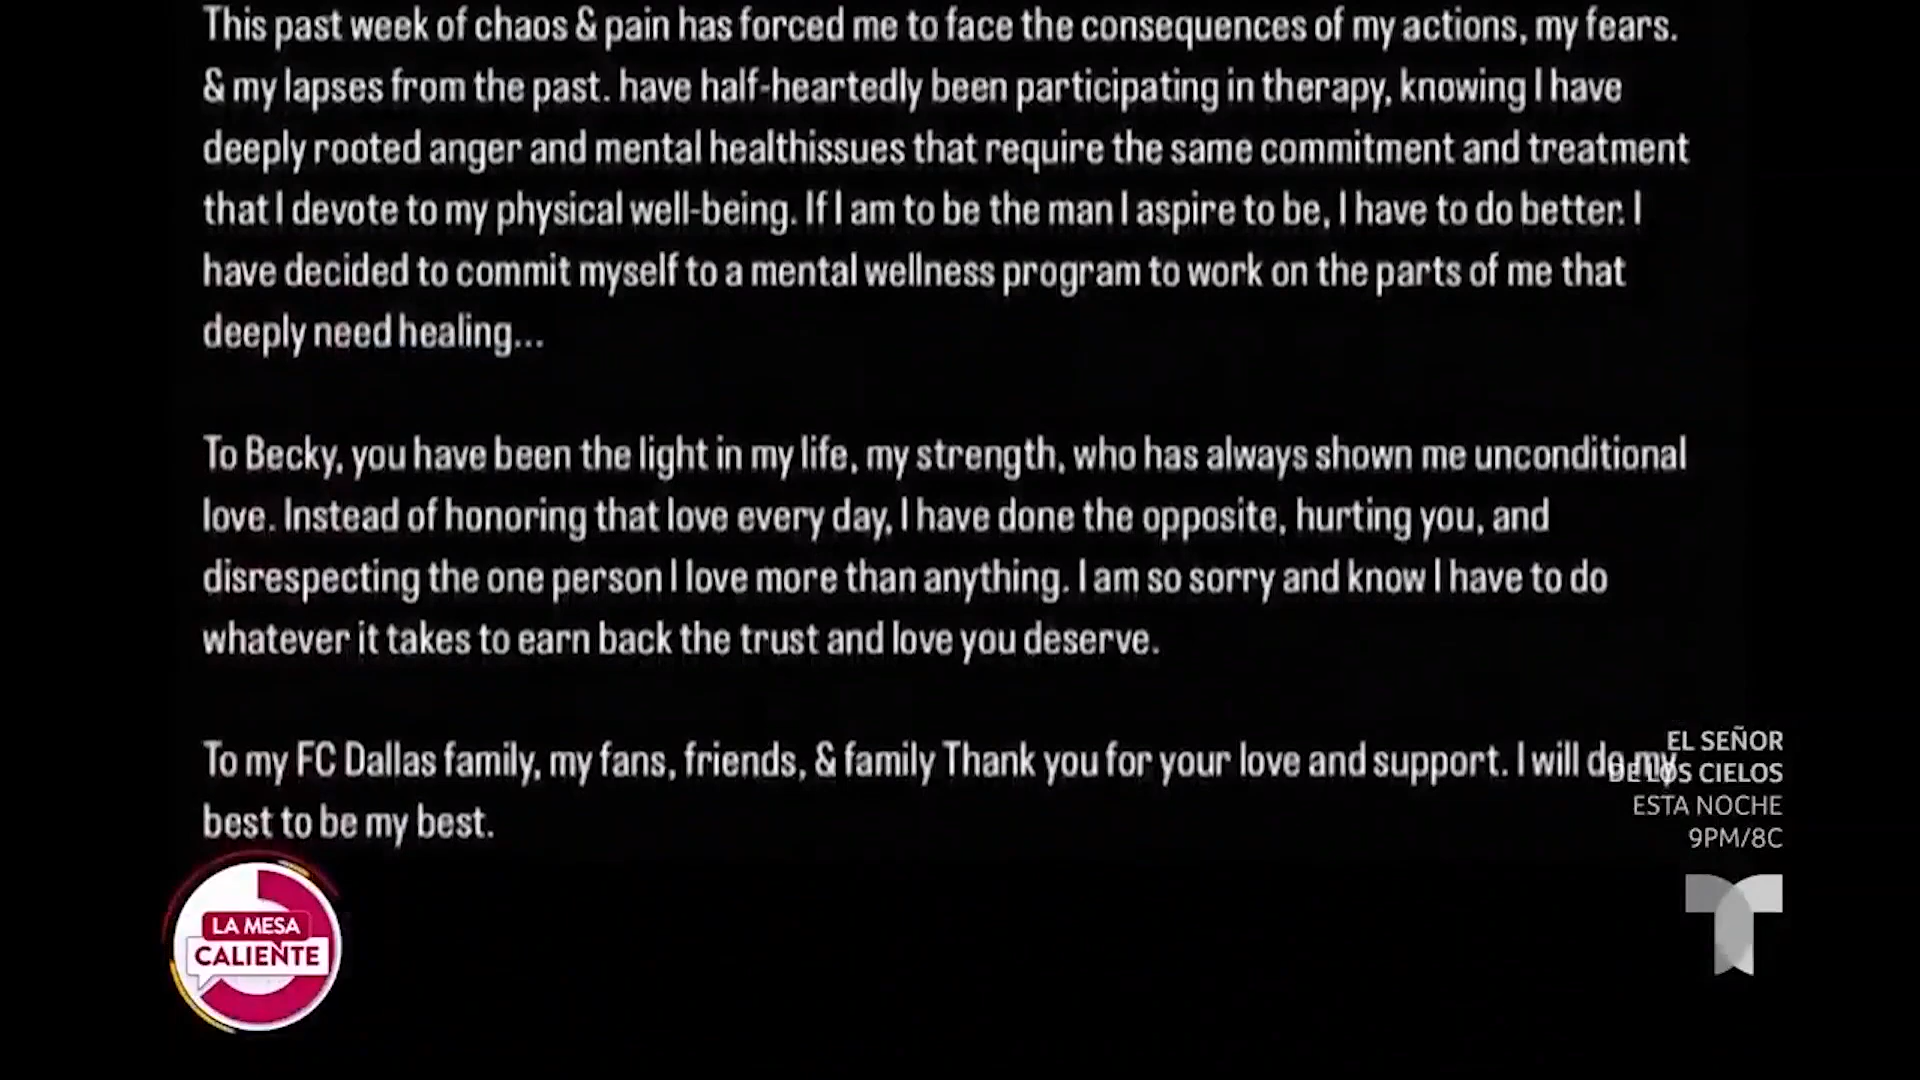 This past week of chaos & pain has forced me to face the consequences of my actions, my fears.
& my lapses from the past. have half-heartedly been participating in therapy, knowing I have
deeply rooted anger and mental healthissues that require the same commitment and treatment
that I devote to my physical well-being. If I am to be the man I aspire to be, I have to do better. I
have decided to commit myself to a mental wellness program to work on the parts of me that
deeply need healing...
To Becky, you have been the light in my life, my strength, who has always shown me unconditional
love. Instead of honoring that love every day, I have done the opposite, hurting you, and
disrespecting the one person I love more than anything. I am so sorry and know I have to do
whatever it takes to earn back the trust and love you deserve.
To my FC Dallas family, my fans, friends, & family Thank you for your love and support. I will do my
best to be my best.
EL SEÑOR
DE LOS CIELOS
ESTA NOCHE
9PM/8C
LA MESA
CALIENTE